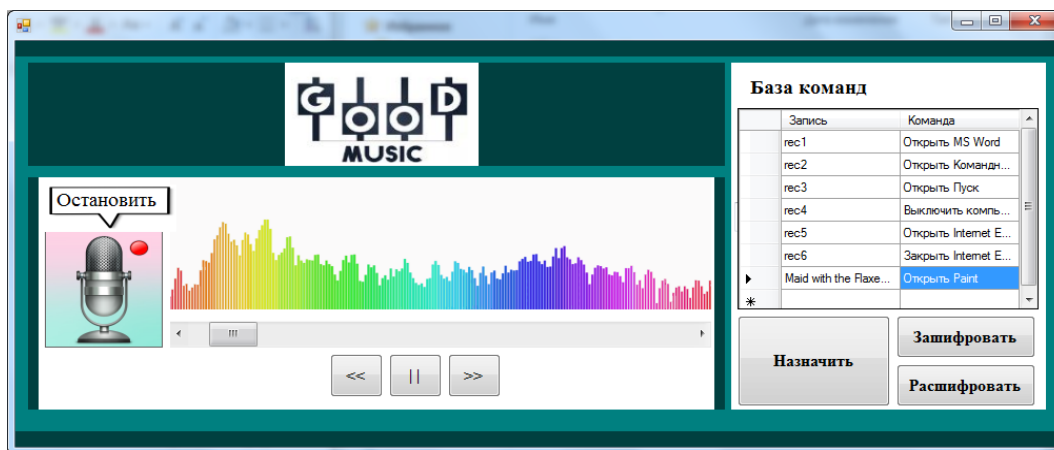 GOOD
MUSIC
Остановить
<<
||
>>
База команд
Запись Команда
rec1 Открыть MS Word
rec2 Открыть Командн...
rec3 Открыть Пуск
rec4 Выключить компь...
rec5 Открыть Internet E...
rec6 Закрыть Internet E...
Maid with the Flaxe... Открыть Paint
Назначить
Зашифровать
Расшифровать